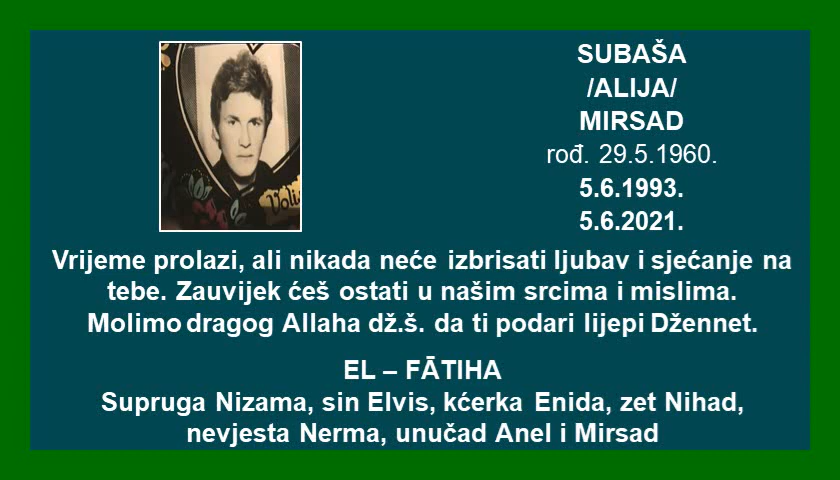 SUBAŠA
/ALIJA/
MIRSAD
rođ. 29.5.1960.
5.6.1993.
5.6.2021.
Voli
Vrijeme prolazi, ali nikada neće izbrisati ljubav i sjećanje na
tebe. Zauvijek ćeš ostati u našim srcima i mislima.
Molimo dragog Allaha dž.š. da ti podari lijepi Džennet.
EL – FĀTIHA
Supruga Nizama, sin Elvis, kćerka Enida, zet Nihad,
nevjesta Nerma, unučad Anel i Mirsad